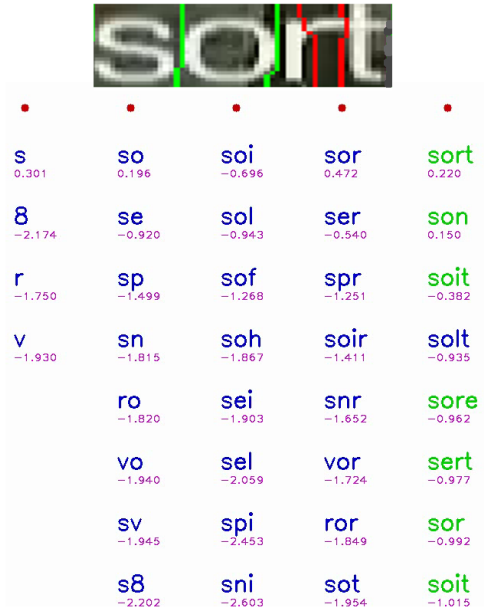 sort
s so soi sor sort
0.301 0.196 −0.696 0.472 0.220
8 se sol ser son
−2.174 −0.920 −0.943 −0.540 0.150
r sp sof spr soit
−1.750 −1.499 −1.268 −1.251 −0.382
v sn soh soir solt
−1.930 −1.815 −1.867 −1.411 −0.935
ro sei snr sore
−1.820 −1.903 −1.652 −0.962
vo sel vor sert
−1.940 −2.059 −1.724 −0.977
sv spi ror sor
−1.945 −2.453 −1.849 −0.992
s8 sni sot soit
−2.202 −2.603 −1.954 −1.015